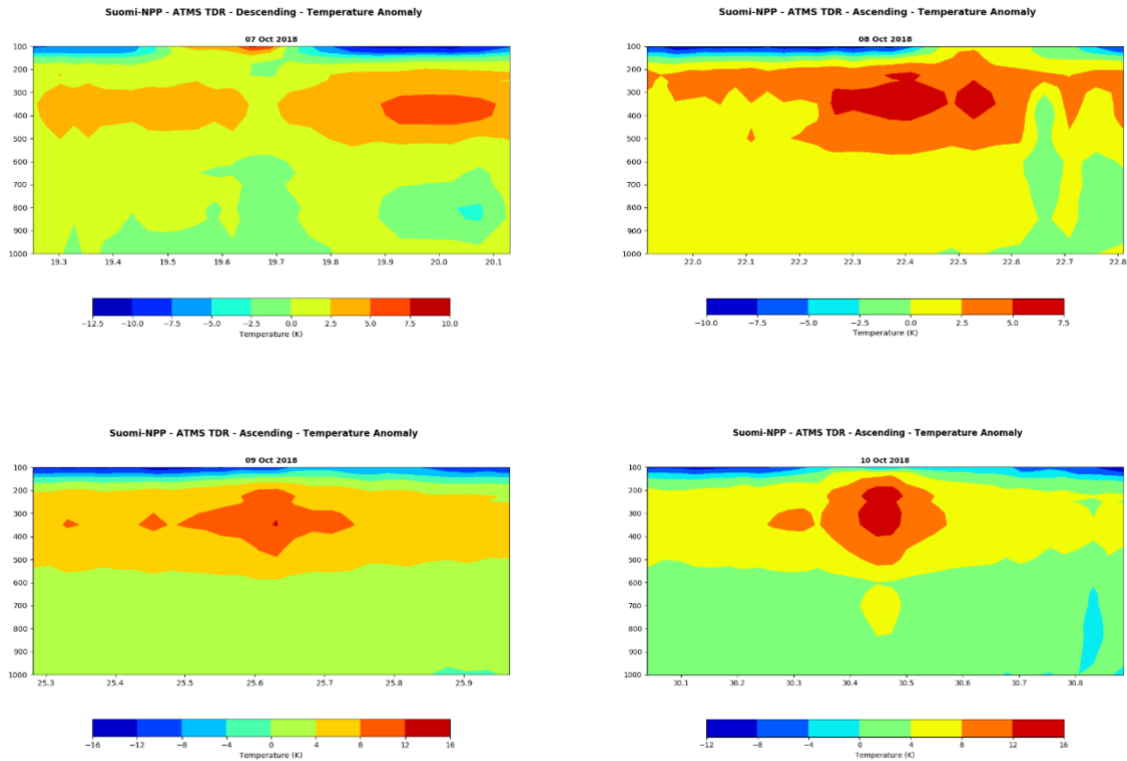 Suomi-NPP - ATMS TDR - Descending - Temperature Anomaly
07 Oct 2018
100
200
300
400
500
600
700
800
900
1000
19.3 19.4 19.5 19.6 19.7 19.8 19.9 20.0 20.1
−12.5 −10.0 −7.5 −5.0 −2.5 0.0 2.5 5.0 7.5 10.0
Temperature (K)
Suomi-NPP - ATMS TDR - Ascending - Temperature Anomaly
08 Oct 2018
100
200
300
400
500
600
700
800
900
1000
22.0 22.1 22.2 22.3 22.4 22.5 22.6 22.7 22.8
−10.0 −7.5 −5.0 −2.5 0.0 2.5 5.0 7.5
Temperature (K)
Suomi-NPP - ATMS TDR - Ascending - Temperature Anomaly
09 Oct 2018
100
200
300
400
500
600
700
800
900
1000
25.3 25.4 25.5 25.6 25.7 25.8 25.9
−16 −12 −8 −4 0 4 8 12 16
Temperature (K)
Suomi-NPP - ATMS TDR - Ascending - Temperature Anomaly
10 Oct 2018
100
200
300
400
500
600
700
800
900
1000
30.1 30.2 30.3 30.4 30.5 30.6 30.7 30.8
−12 −8 −4 0 4 8 12 16
Temperature (K)